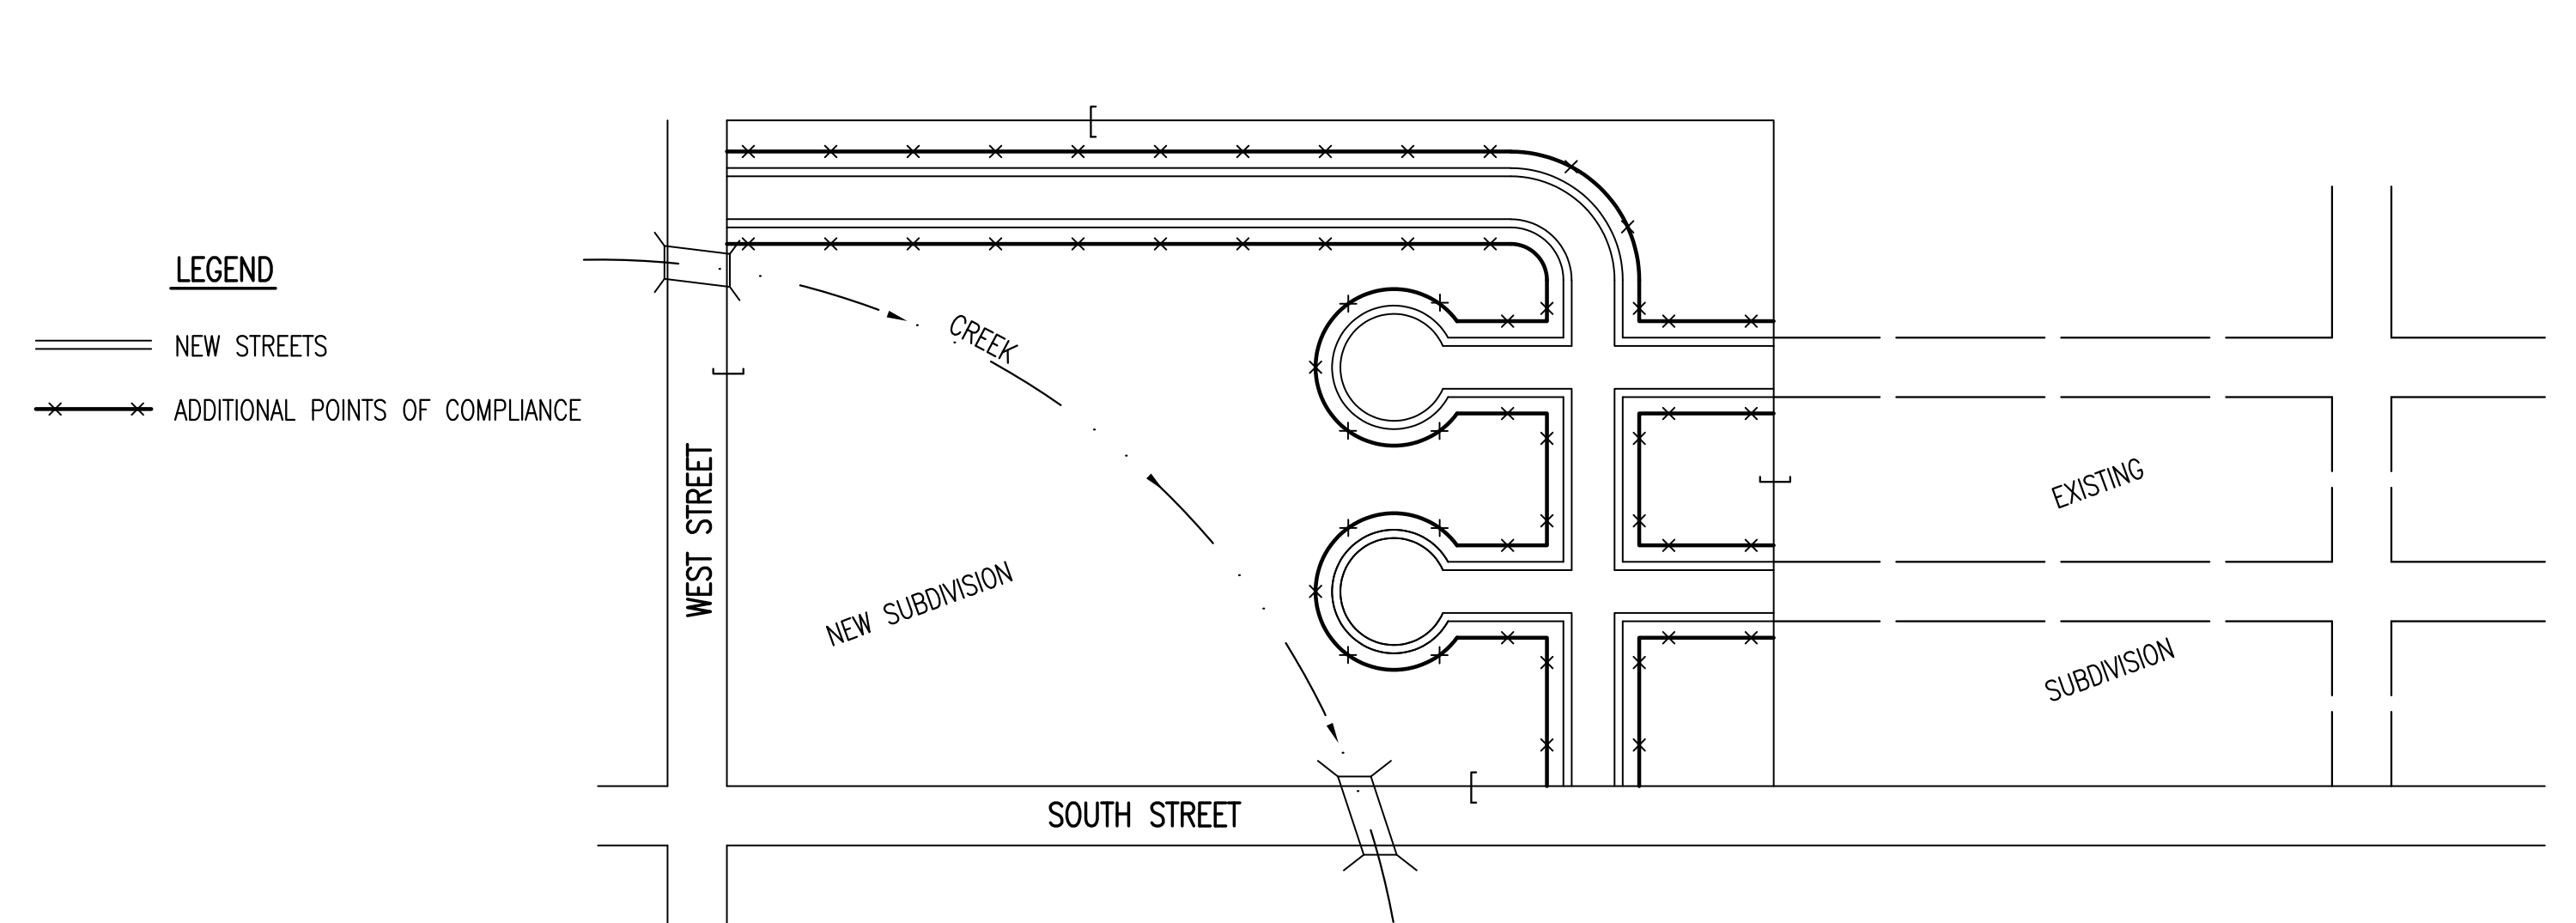 LEGEND
NEW STREETS
ADDITIONAL POINTS OF COMPLIANCE
CREEK
WEST STREET
NEW SUBDIVISION
EXISTING
SUBDIVISION
SOUTH STREET